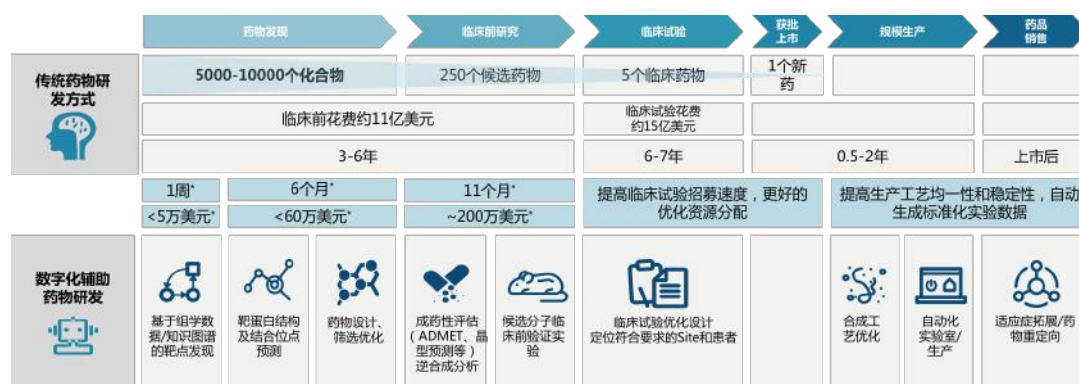 药物发现
临床前研究
临床试验
获批
上市
规模生产
药品
销售
传统药物研
发方式
5000-10000个化合物
250个候选药物
5个临床药物
1个新
药
临床前花费约11亿美元
临床试验花费
约15亿美元
3-6年
6-7年
0.5-2年
上市后
1周*
6个月*
11个月*
提高临床试验招募速度，更好的
优化资源分配
提高生产工艺均一性和稳定性，自动
生成标准化实验数据
<5万美元*
<60万美元*
~200万美元*
数字化辅助
药物研发
基于组学数
据/知识图谱
的靶点发现
靶蛋白结构
及结合位点
预测
药物设计、
筛选优化
成药性评估
（ADMET、晶
型预测等）
逆合成分析
候选分子临
床前验证实
验
临床试验优化设计
定位符合要求的Site和患者
合成工
艺优化
自动化
实验室/
生产
适应症拓展/药
物重定向